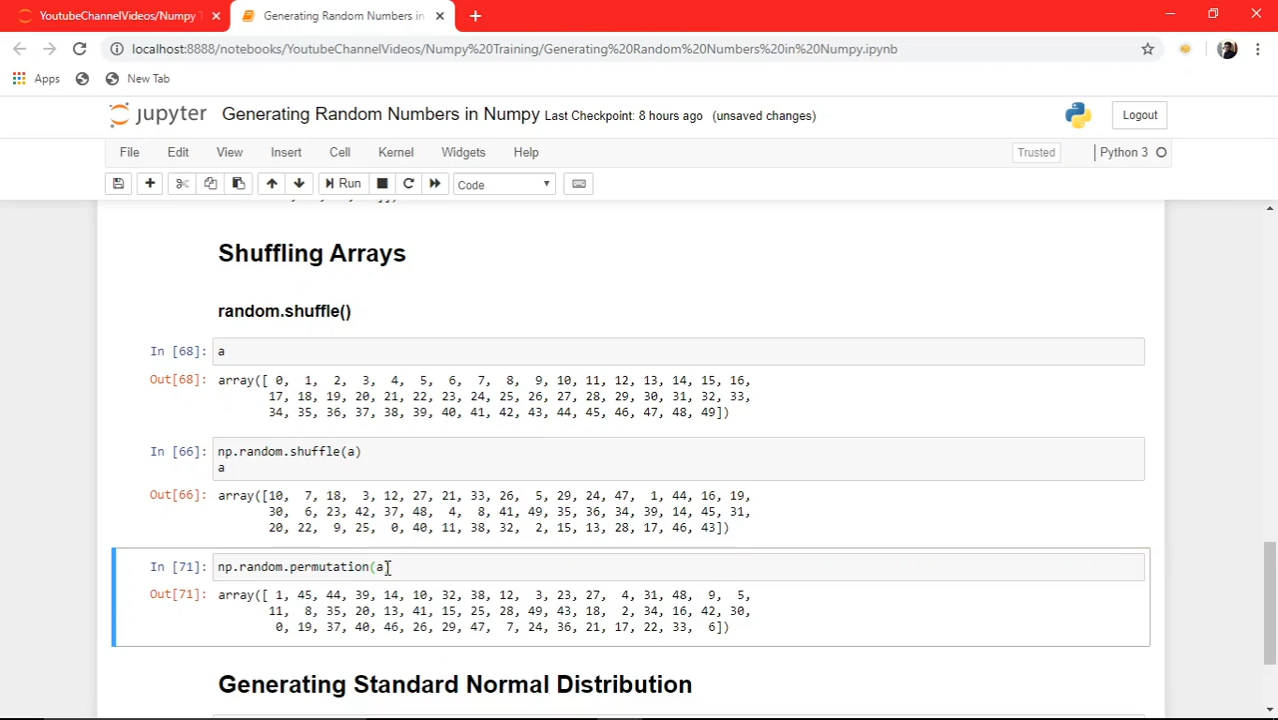 YoutubeChannelVideos/Numpy T
Generating Random Numbers in
localhost:8888/notebooks/YoutubeChannelVideos/Numpy%20Training/Generating%20Random%20Numbers%20in%20Numpy.ipynb
Apps
New Tab
jupyter
Generating Random Numbers in Numpy Last Checkpoint: 8 hours ago (unsaved changes)
Logout
File Edit View Insert Cell Kernel Widgets Help
Trusted
Python 3
Run
Code
Shuffling Arrays
random.shuffle()
In [68]: a
Out[68]: array([ 0, 1, 2, 3, 4, 5, 6, 7, 8, 9, 10, 11, 12, 13, 14, 15, 16,
17, 18, 19, 20, 21, 22, 23, 24, 25, 26, 27, 28, 29, 30, 31, 32, 33,
34, 35, 36, 37, 38, 39, 40, 41, 42, 43, 44, 45, 46, 47, 48, 49])
In [66]: np.random.shuffle(a)
a
Out[66]: array([10, 7, 18, 3, 12, 27, 21, 33, 26, 5, 29, 24, 47, 1, 44, 16, 19,
30, 6, 23, 42, 37, 48, 4, 8, 41, 49, 35, 36, 34, 39, 14, 45, 31,
20, 22, 9, 25, 0, 40, 11, 38, 32, 2, 15, 13, 28, 17, 46, 43])
In [71]: np.random.permutation(a
Out[71]: array([ 1, 45, 44, 39, 14, 10, 32, 38, 12, 3, 23, 27, 4, 31, 48, 9, 5,
11, 8, 35, 20, 13, 41, 15, 25, 28, 49, 43, 18, 2, 34, 16, 42, 30,
0, 19, 37, 40, 46, 26, 29, 47, 7, 24, 36, 21, 17, 22, 33, 6])
Generating Standard Normal Distribution